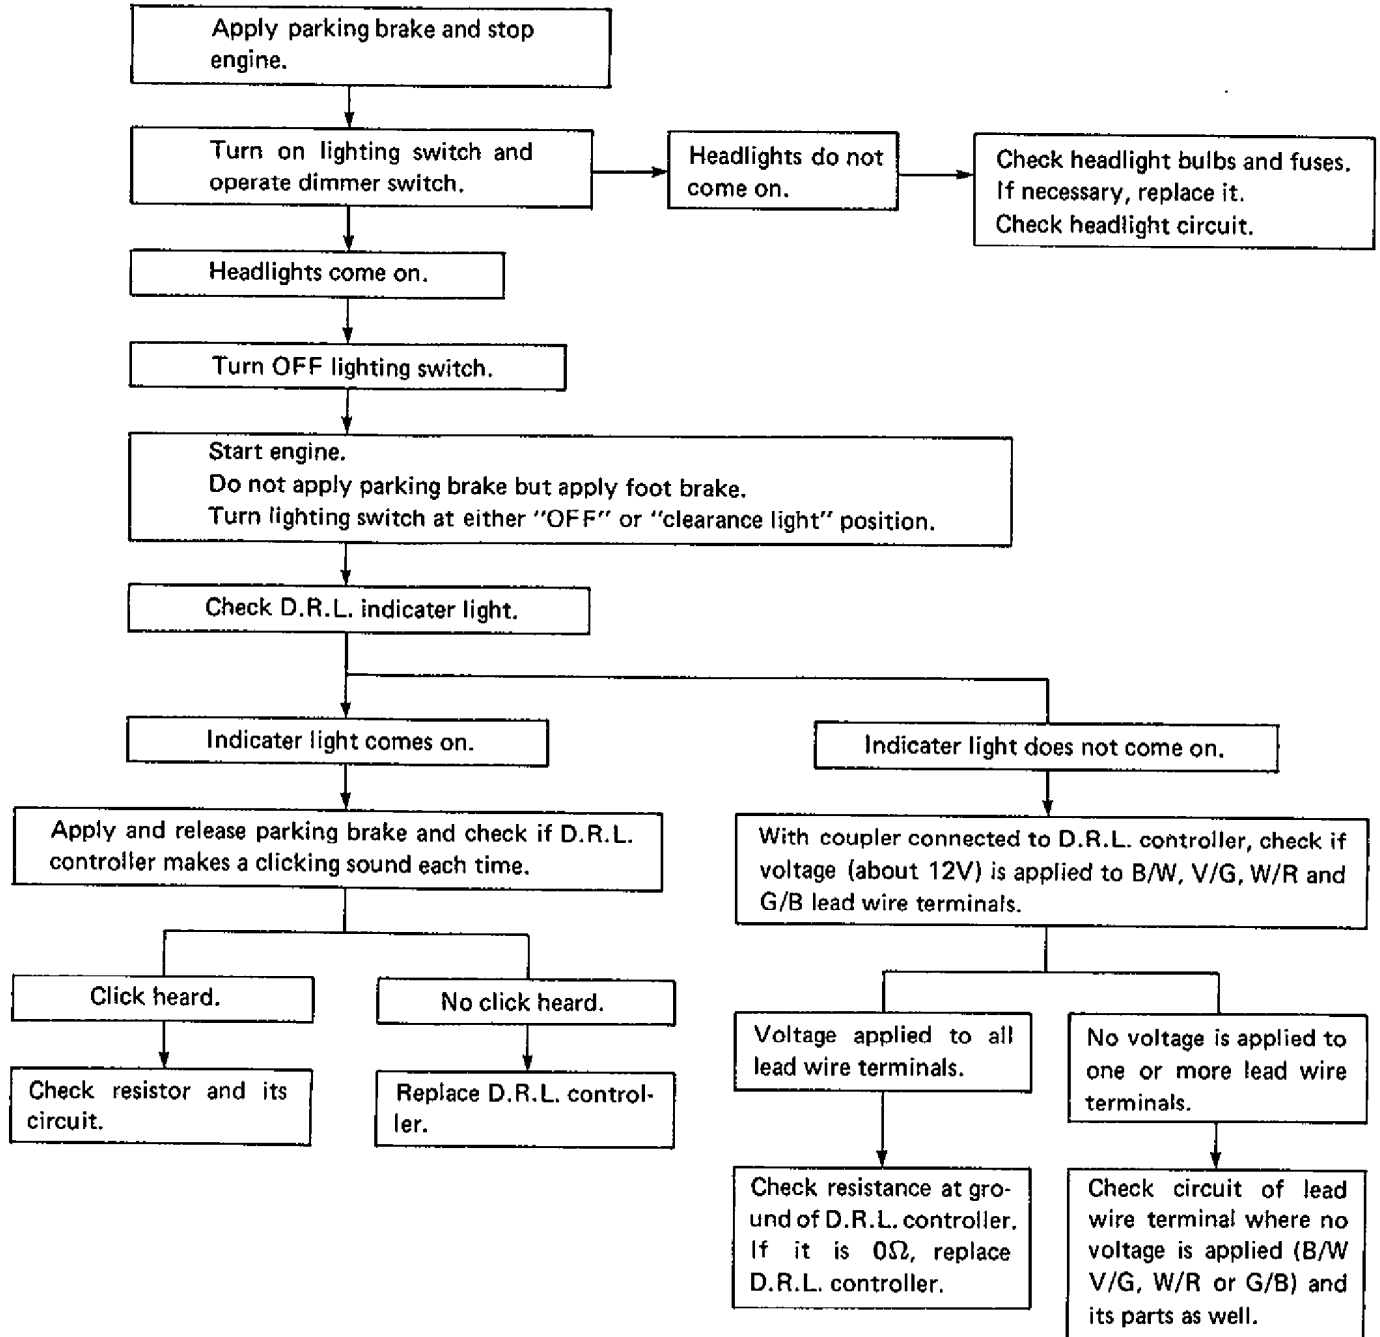 Apply parking brake and stop
engine.
Turn on lighting switch and
operate dimmer switch.
Headlights do not
come on.
Check headlight bulbs and fuses.
If necessary, replace it.
Check headlight circuit.
Headlights come on.
Turn OFF lighting switch.
Start engine.
Do not apply parking brake but apply foot brake.
Turn lighting switch at either "OFF" or "clearance light" position.
Check D.R.L. indicater light.
Indicater light comes on.
Indicater light does not come on.
Apply and release parking brake and check if D.R.L.
controller makes a clicking sound each time.
With coupler connected to D.R.L. controller, check if
voltage (about 12V) is applied to B/W, V/G, W/R and
G/B lead wire terminals.
Click heard.
No click heard.
Voltage applied to all
lead wire terminals.
No voltage is applied to
one or more lead wire
terminals.
Check resistor and its
circuit.
Replace D.R.L. control-
ler.
Check resistance at gro-
und of D.R.L. controller.
If it is 0Ω, replace
D.R.L. controller.
Check circuit of lead
wire terminal where no
voltage is applied (B/W
V/G, W/R or G/B) and
its parts as well.